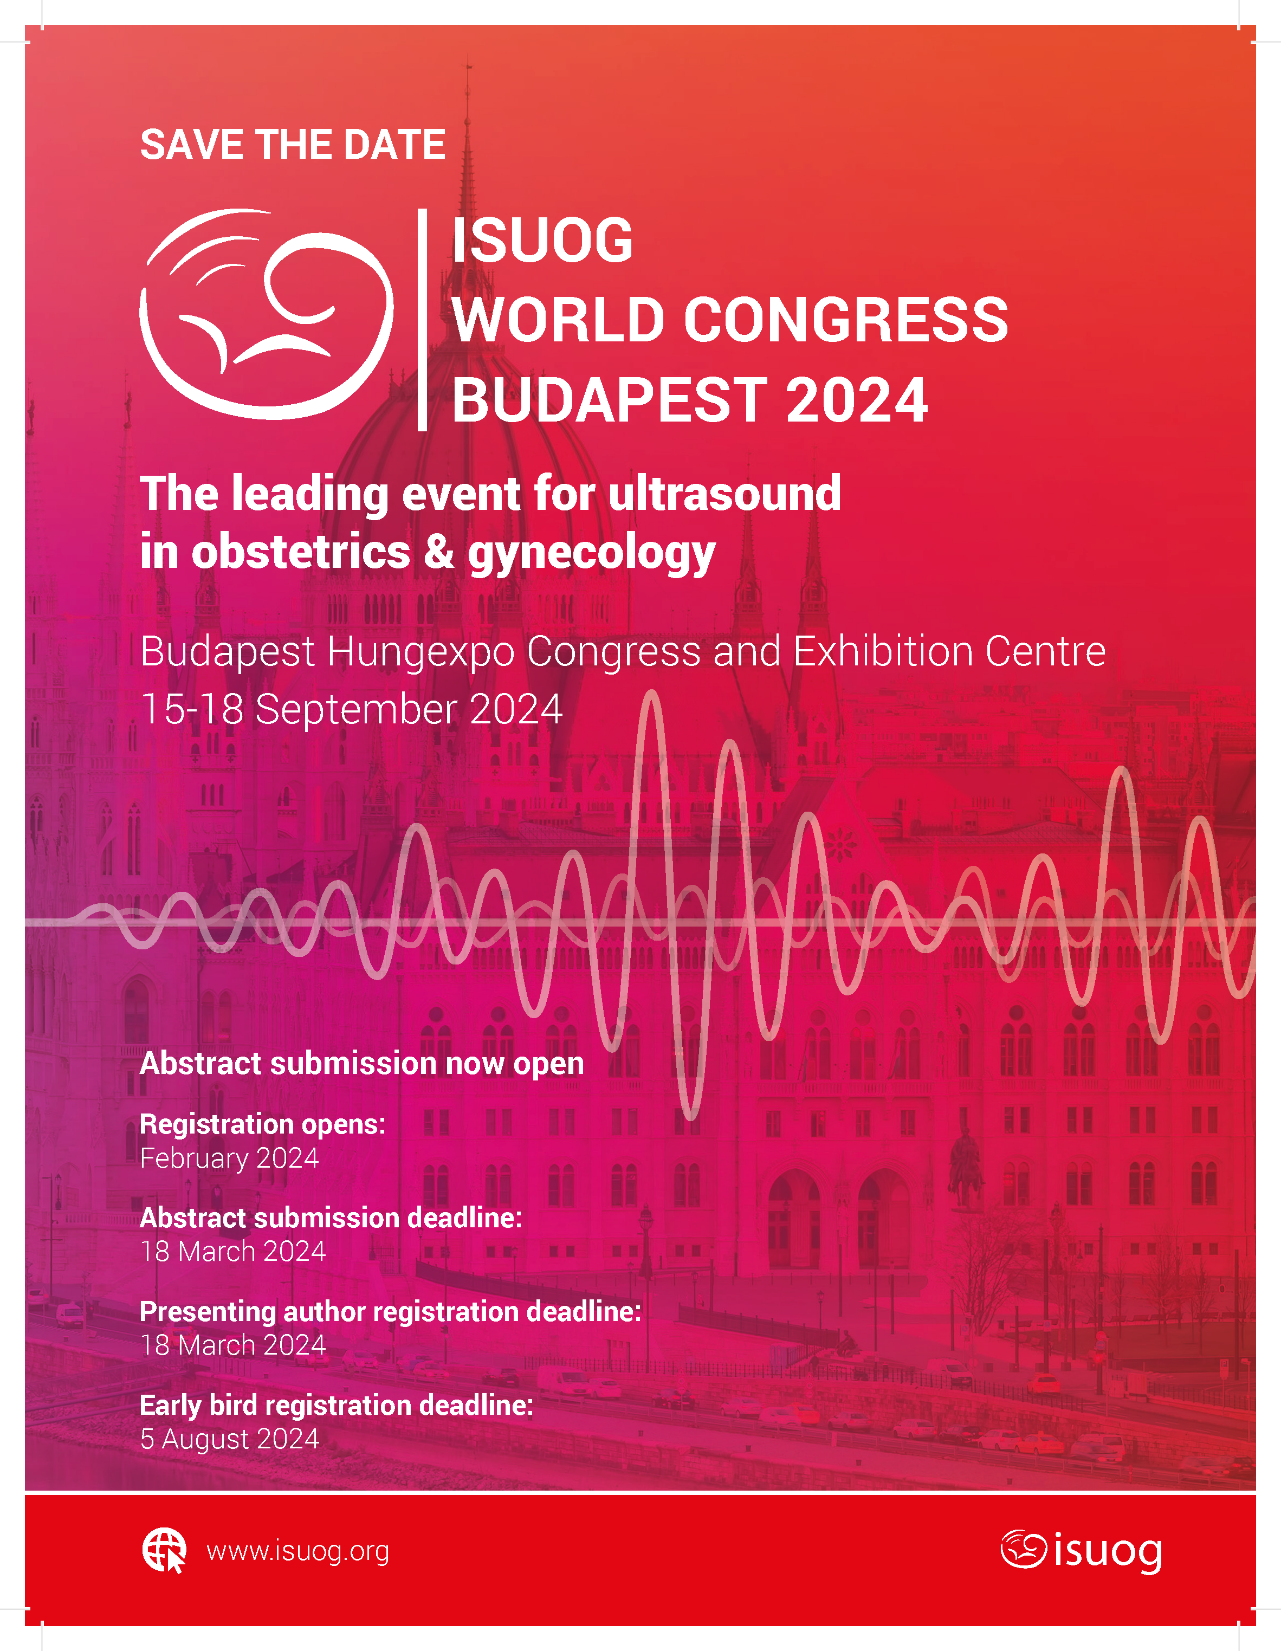 SAVE THE DATE
ISUOG
WORLD CONGRESS
BUDAPEST 2024
The leading event for ultrasound
in obstetrics & gynecology
Budapest Hungexpo Congress and Exhibition Centre
15-18 September 2024
Abstract submission now open
Registration opens:
February 2024
Abstract submission deadline:
18 March 2024
Presenting author registration deadline:
18 March 2024
Early bird registration deadline:
5 August 2024
www.isuog.org
isuog